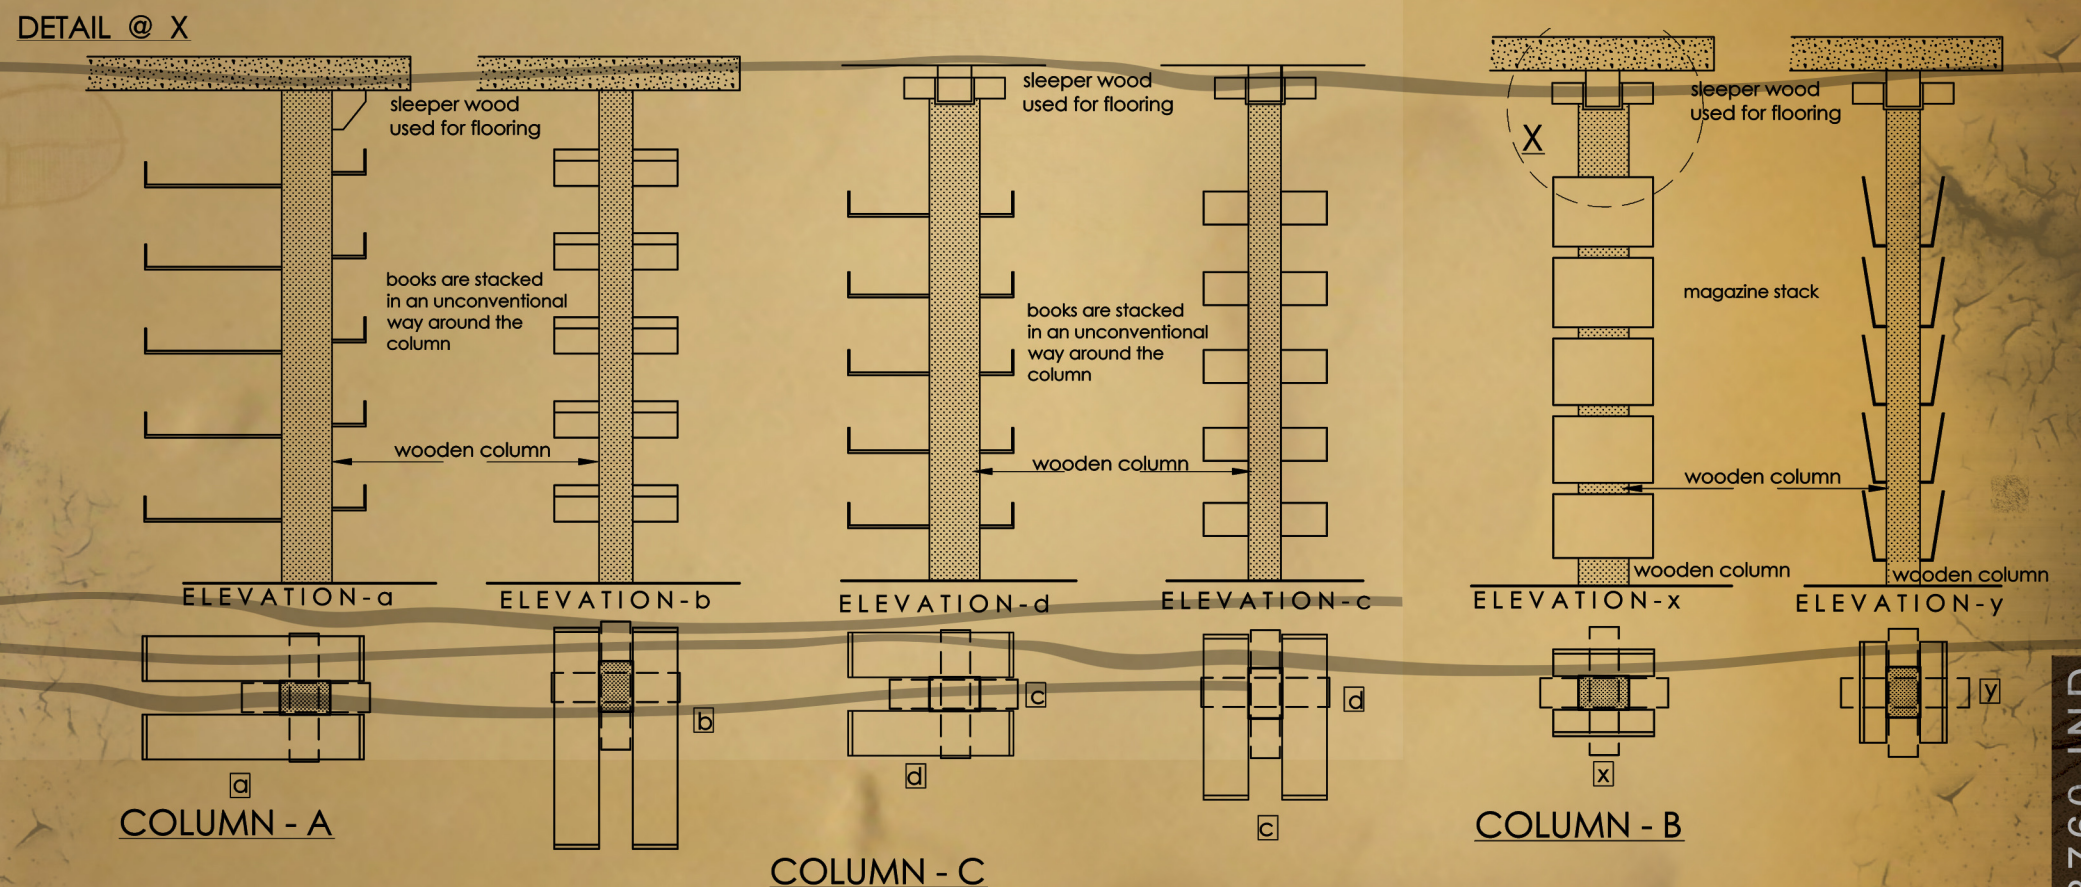 DETAIL @ X
sleeper wood
used for flooring
books are stacked
in an unconventional
way around the
column
wooden column
ELEVATION-a
ELEVATION-b
a
b
COLUMN - A
sleeper wood
used for flooring
books are stacked
in an unconventional
way around the
column
wooden column
ELEVATION-d
ELEVATION-c
c
d
d
c
COLUMN - C
X
sleeper wood
used for flooring
magazine stack
wooden column
wooden column
wooden column
ELEVATION-x
ELEVATION-y
x
y
COLUMN - B